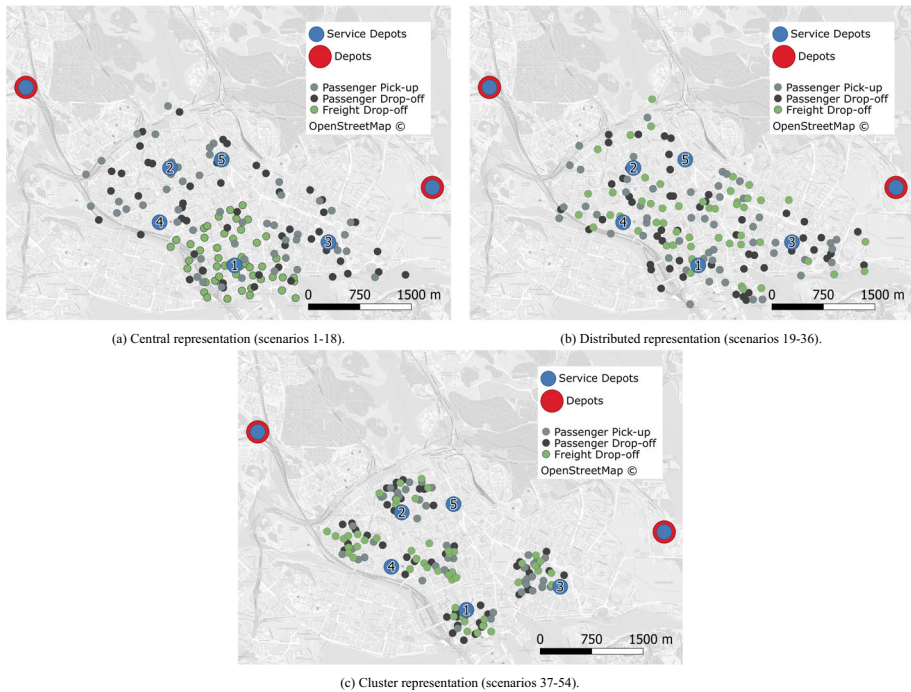 Service Depots
Depots
Passenger Pick-up
Passenger Drop-off
Freight Drop-off
OpenStreetMap ©
2
5
4
3
1
0 750 1500 m
(a) Central representation (scenarios 1-18).
Service Depots
Depots
Passenger Pick-up
Passenger Drop-off
Freight Drop-off
OpenStreetMap ©
2
5
4
3
1
0 750 1500 m
(b) Distributed representation (scenarios 19-36).
Service Depots
Depots
Passenger Pick-up
Passenger Drop-off
Freight Drop-off
OpenStreetMap ©
5
2
4
3
1
0 750 1500 m
(c) Cluster representation (scenarios 37-54).